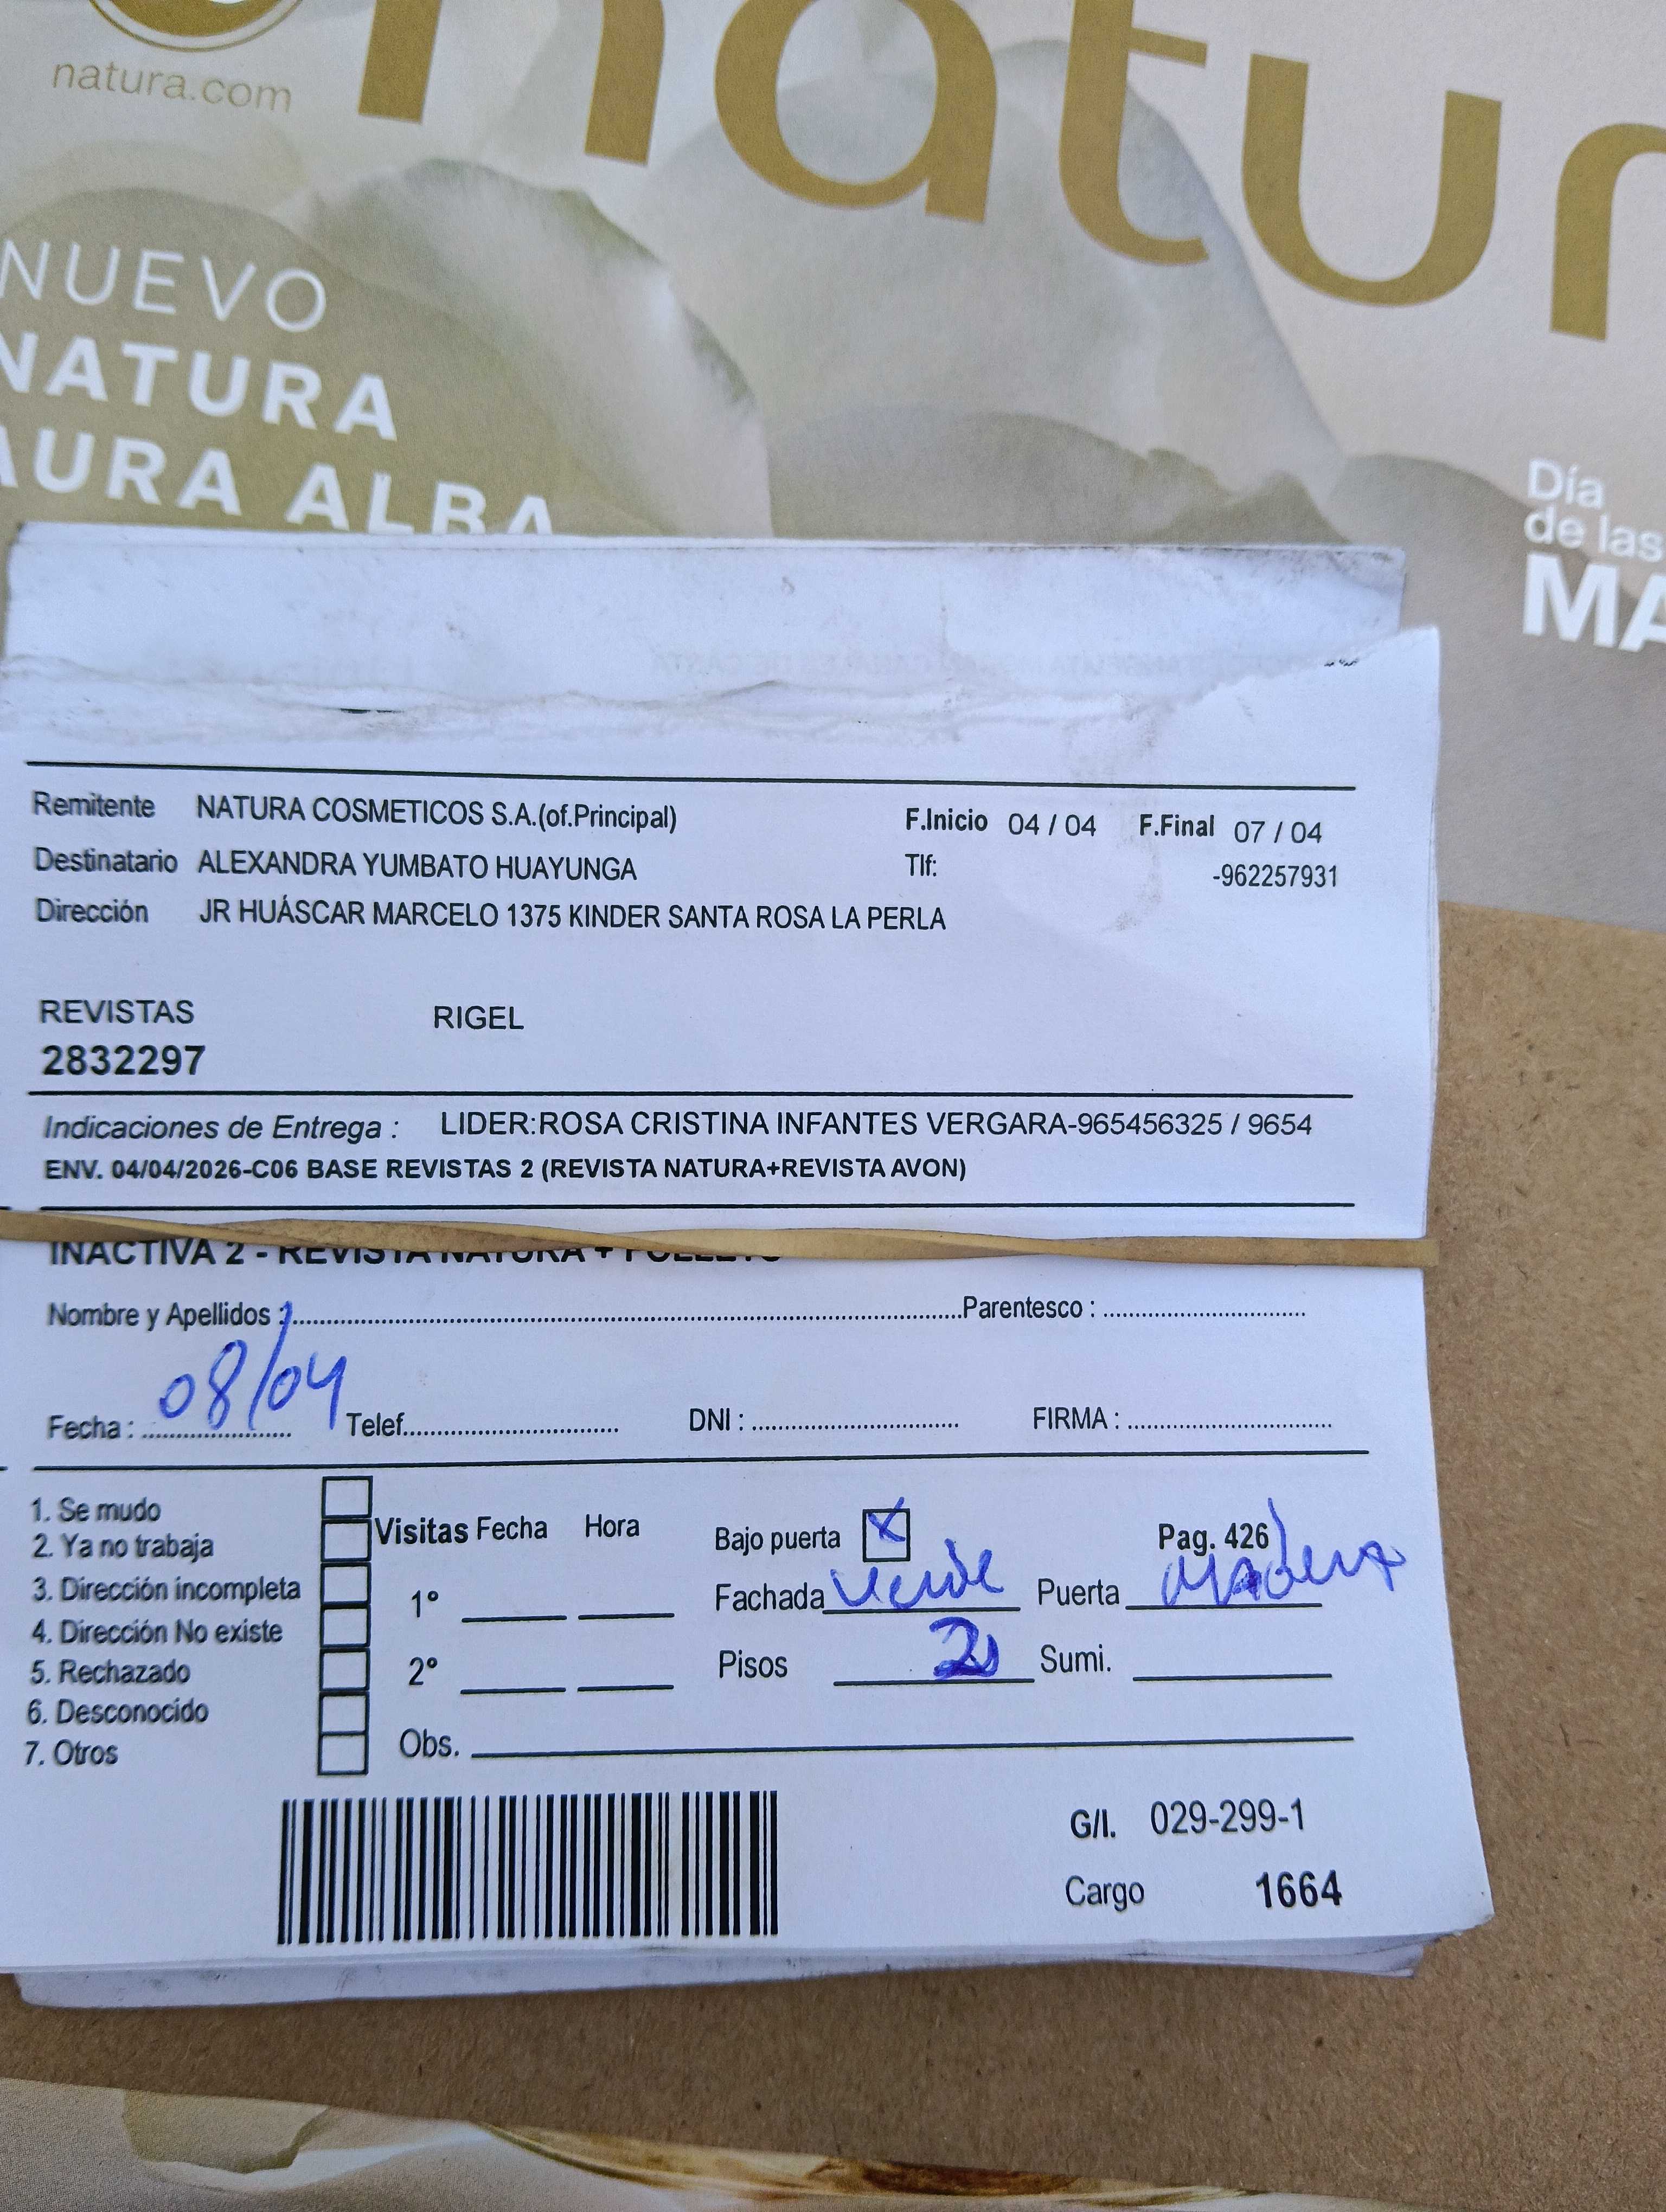 natura.com
natur
NUEVO
NATURA
AURA ALBA
Día
de las
MA
Remitente NATURA COSMETICOS S.A.(of.Principal) F.Inicio 04 / 04 F.Final 07 / 04
Destinatario ALEXANDRA YUMBATO HUAYUNGA Tlf: -962257931
Dirección JR HUÁSCAR MARCELO 1375 KINDER SANTA ROSA LA PERLA
REVISTAS RIGEL
2832297
Indicaciones de Entrega : LIDER:ROSA CRISTINA INFANTES VERGARA-965456325 / 9654
ENV. 04/04/2026-C06 BASE REVISTAS 2 (REVISTA NATURA+REVISTA AVON)
INACTIVA 2 - REVISTA NATURA + FOLLETO
Nombre y Apellidos :.................... Parentesco : ....................
Fecha : 08/04 Telef.................... DNI : .................... FIRMA : ....................
1. Se mudo
2. Ya no trabaja
3. Dirección incompleta
4. Dirección No existe
5. Rechazado
6. Desconocido
7. Otros
Visitas Fecha Hora
1º
2º
Obs.
Bajo puerta X Pag. 426
Fachada verde Puerta Madera
Pisos 2 Sumi.
G/I. 029-299-1
Cargo 1664